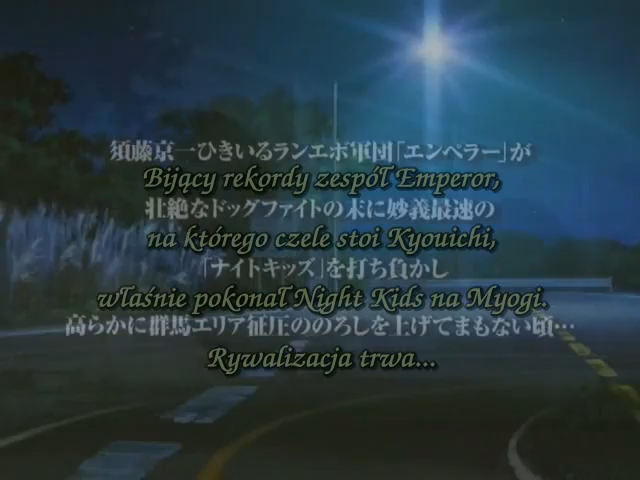 須藤京一ひきいるランエボ軍団「エンペラー」が
Bijący rekordy zespół Emperor,
壮絶なドッグファイトの末に妙義最速の
na którego czele stoi Kyouichi,
「ナイトキッズ」を打ち負かし
właśnie pokonał Night Kids na Myogi.
高らかに群馬エリア征圧ののろしを上げてまもない頃…
Rywalizacja trwa...